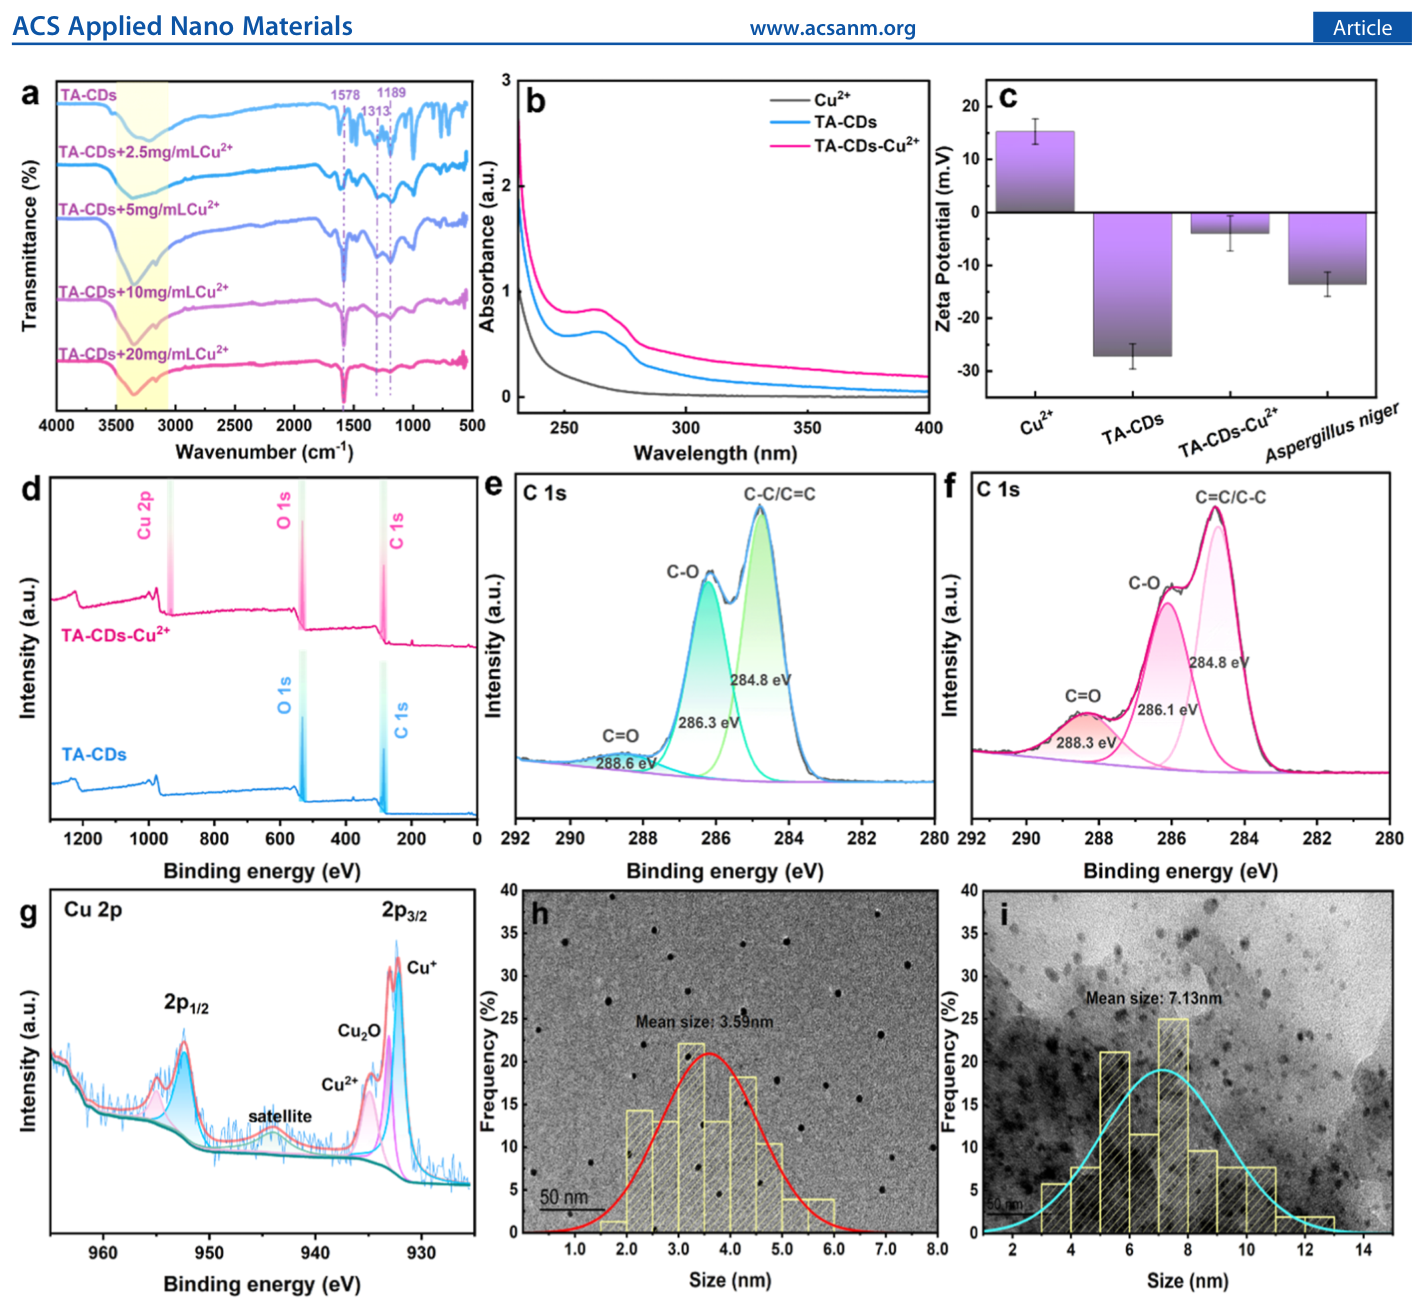 ACS Applied Nano Materials
www.acsanm.org
Article
a
TA-CDs
1578
1313
1189
TA-CDs+2.5mg/mLCu²⁺
TA-CDs+5mg/mLCu²⁺
TA-CDs+10mg/mLCu²⁺
TA-CDs+20mg/mLCu²⁺
Transmittance (%)
4000 3500 3000 2500 2000 1500 1000 500
Wavenumber (cm⁻¹)
b
Cu²⁺
TA-CDs
TA-CDs-Cu²⁺
3
2
1
0
Absorbance (a.u.)
250 300 350 400
Wavelength (nm)
c
20
10
0
-10
-20
-30
Zeta Potential (m.V)
Cu²⁺
TA-CDs
TA-CDs-Cu²⁺
Aspergillus niger
d
Cu 2p
O 1s
C 1s
TA-CDs-Cu²⁺
O 1s
C 1s
TA-CDs
Intensity (a.u.)
1200 1000 800 600 400 200 0
Binding energy (eV)
e
C 1s
C-C/C=C
C-O
284.8 eV
286.3 eV
C=O
288.6 eV
Intensity (a.u.)
292 290 288 286 284 282 280
Binding energy (eV)
f
C 1s
C=C/C-C
C-O
284.8 eV
C=O
286.1 eV
288.3 eV
Intensity (a.u.)
292 290 288 286 284 282 280
Binding energy (eV)
g
Cu 2p
2p₃/₂
Cu⁺
2p₁/₂
Cu₂O
Cu²⁺
satellite
Intensity (a.u.)
960 950 940 930
Binding energy (eV)
h
40
35
30
25
20
15
10
5
0
Frequency (%)
Mean size: 3.59nm
50 nm
1.0 2.0 3.0 4.0 5.0 6.0 7.0 8.0
Size (nm)
i
40
35
30
25
20
15
10
5
0
Frequency (%)
Mean size: 7.13nm
50 nm
2 4 6 8 10 12 14
Size (nm)